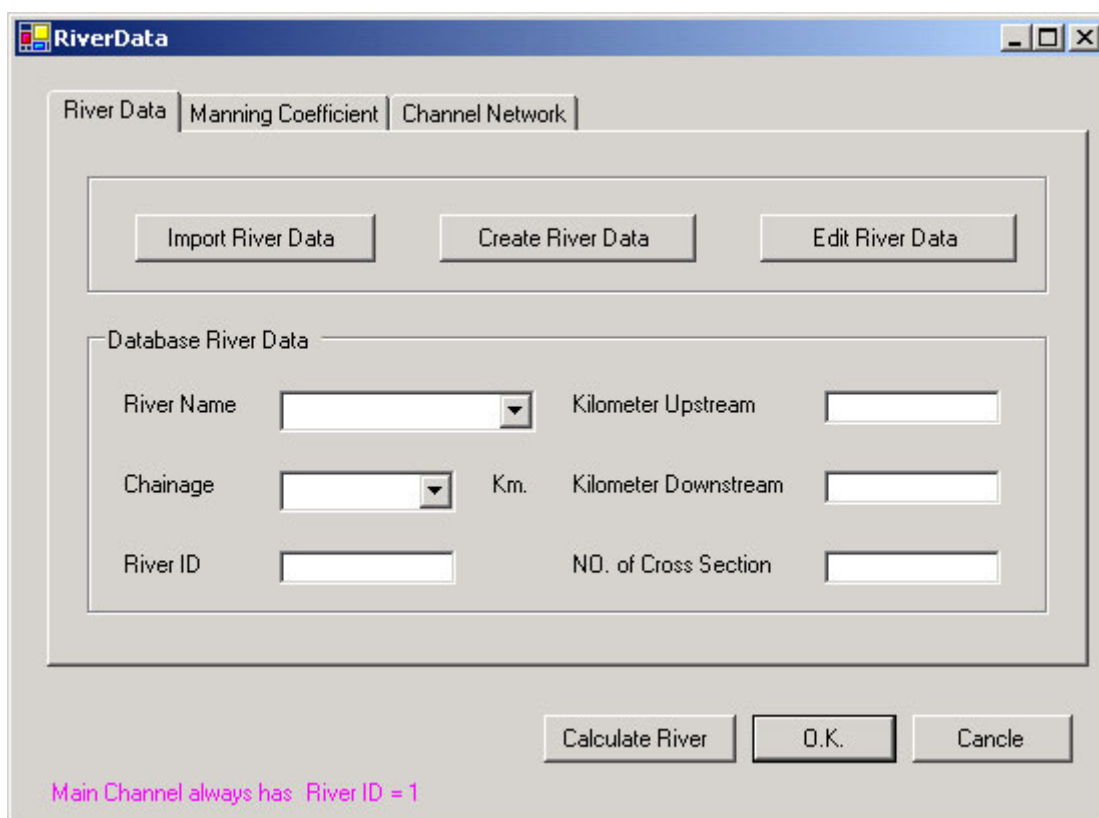 RiverData
River Data Manning Coefficient Channel Network
Import River Data Create River Data Edit River Data
Database River Data
River Name Kilometer Upstream
Chainage Km. Kilometer Downstream
River ID NO. of Cross Section
Calculate River O.K. Cancle
Main Channel always has River ID = 1